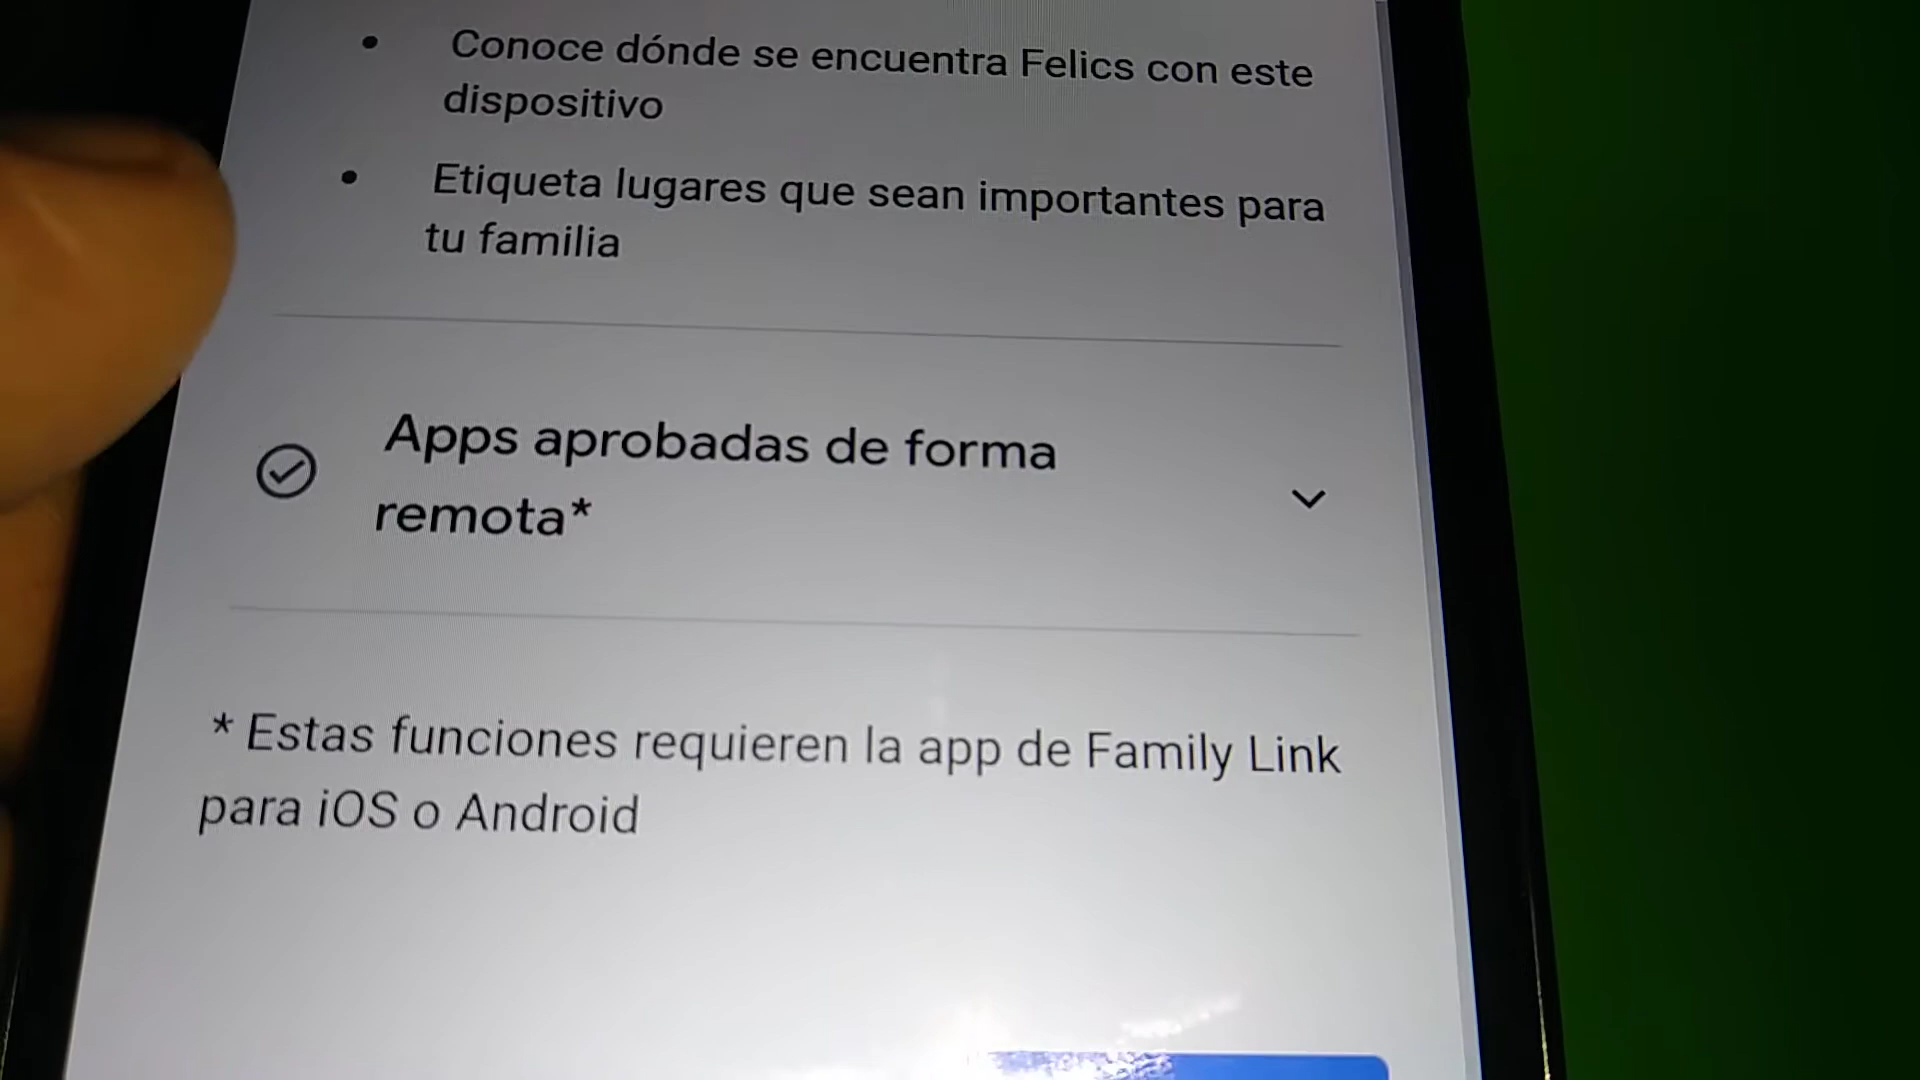 Conoce dónde se encuentra Felics con este
dispositivo
Etiqueta lugares que sean importantes para
tu familia
Apps aprobadas de forma
remota*
* Estas funciones requieren la app de Family Link
para iOS o Android